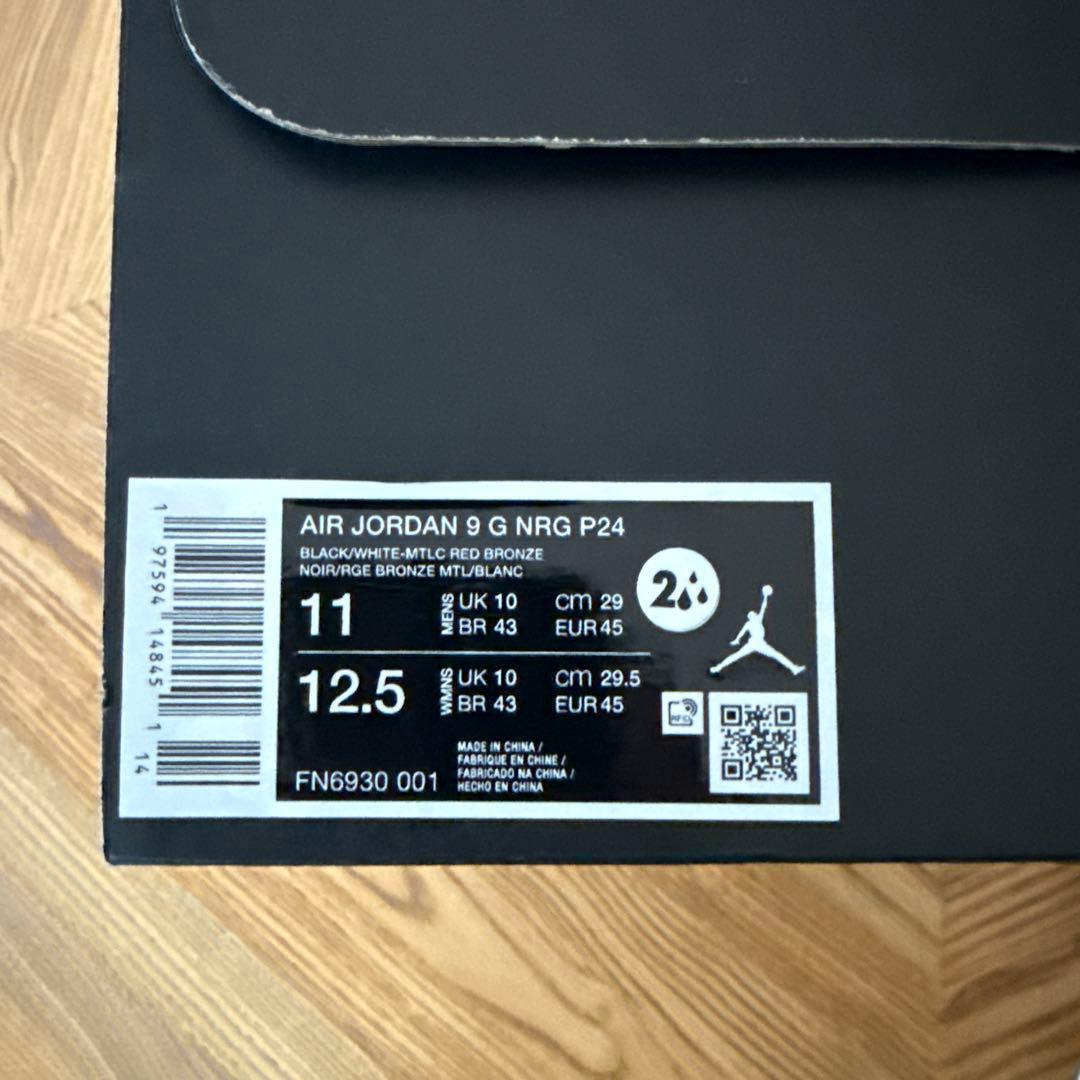 AIR JORDAN 9 G NRG P24
BLACK/WHITE-MTLC RED BRONZE
NOIR/RGE BRONZE MTL/BLANC
11 MENS UK 10 cm 29
BR 43 EUR 45
12.5 WMNS UK 10 cm 29.5
BR 43 EUR 45
FN6930 001
MADE IN CHINA /
FABRIQUE EN CHINE /
FABRICADO NA CHINA /
HECHO EN CHINA
2
RFID
1 97594 14845 1 14